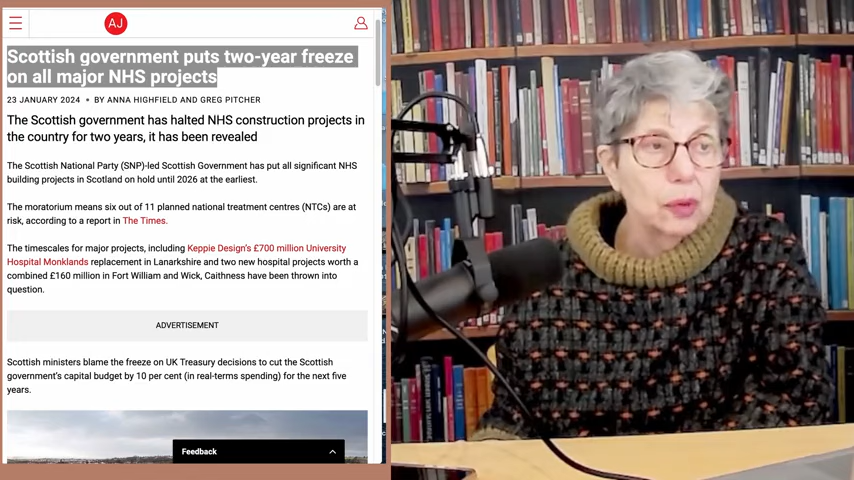 AJ
Scottish government puts two-year freeze
on all major NHS projects
23 JANUARY 2024 • BY ANNA HIGHFIELD AND GREG PITCHER
The Scottish government has halted NHS construction projects in
the country for two years, it has been revealed
The Scottish National Party (SNP)-led Scottish Government has put all significant NHS
building projects in Scotland on hold until 2026 at the earliest.
The moratorium means six out of 11 planned national treatment centres (NTCs) are at
risk, according to a report in The Times.
The timescales for major projects, including Keppie Design's £700 million University
Hospital Monklands replacement in Lanarkshire and two new hospital projects worth a
combined £160 million in Fort William and Wick, Caithness have been thrown into
question.
ADVERTISEMENT
Scottish ministers blame the freeze on UK Treasury decisions to cut the Scottish
government's capital budget by 10 per cent (in real-terms spending) for the next five
years.
Feedback